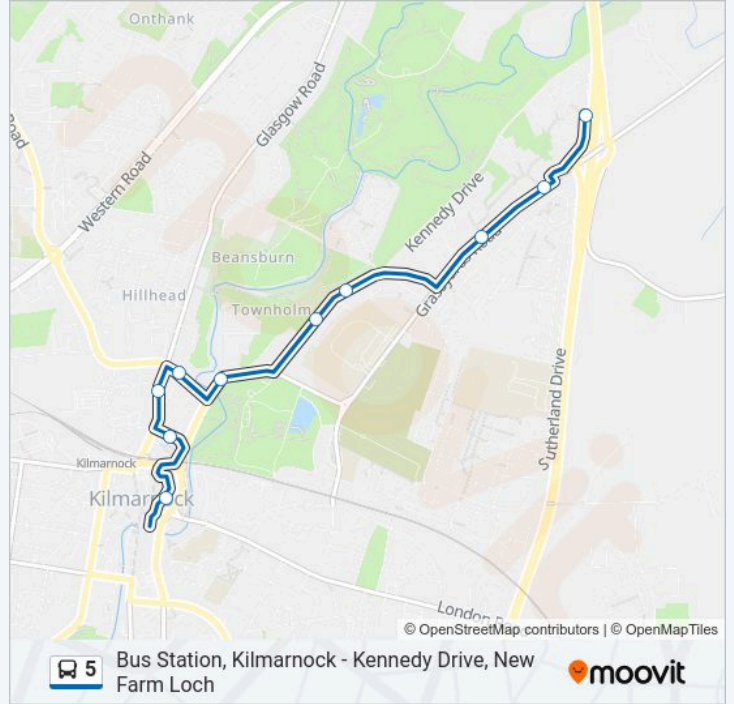 Onthank
Glasgow Road
Road
Western Road
Kennedy Drive
Beansburn
Hillhead
Townholm
Road
Sutherland Drive
Kilmarnock
Kilmarnock
London
© OpenStreetMap contributors | © OpenMapTiles
5
Bus Station, Kilmarnock - Kennedy Drive, New
Farm Loch
moovit